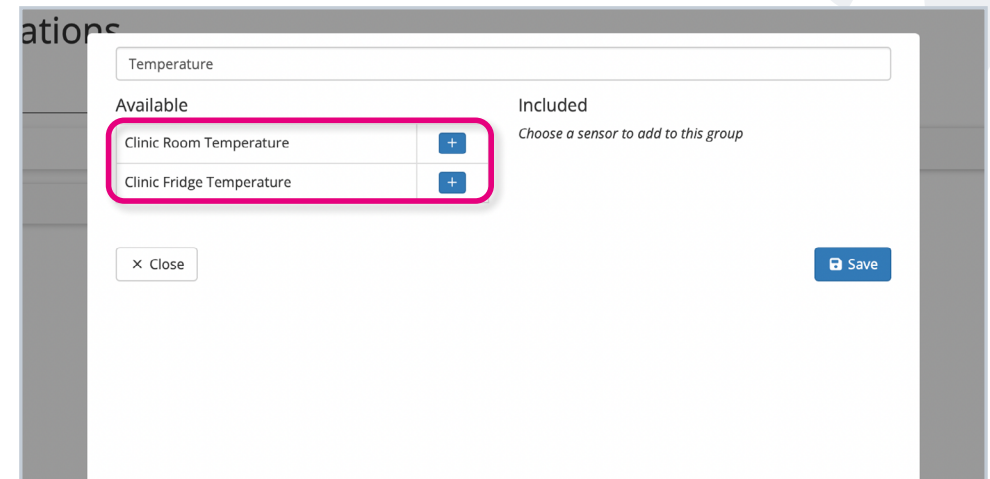 ations
Temperature
Available
Included
Clinic Room Temperature +
Choose a sensor to add to this group
Clinic Fridge Temperature +
× Close
Save